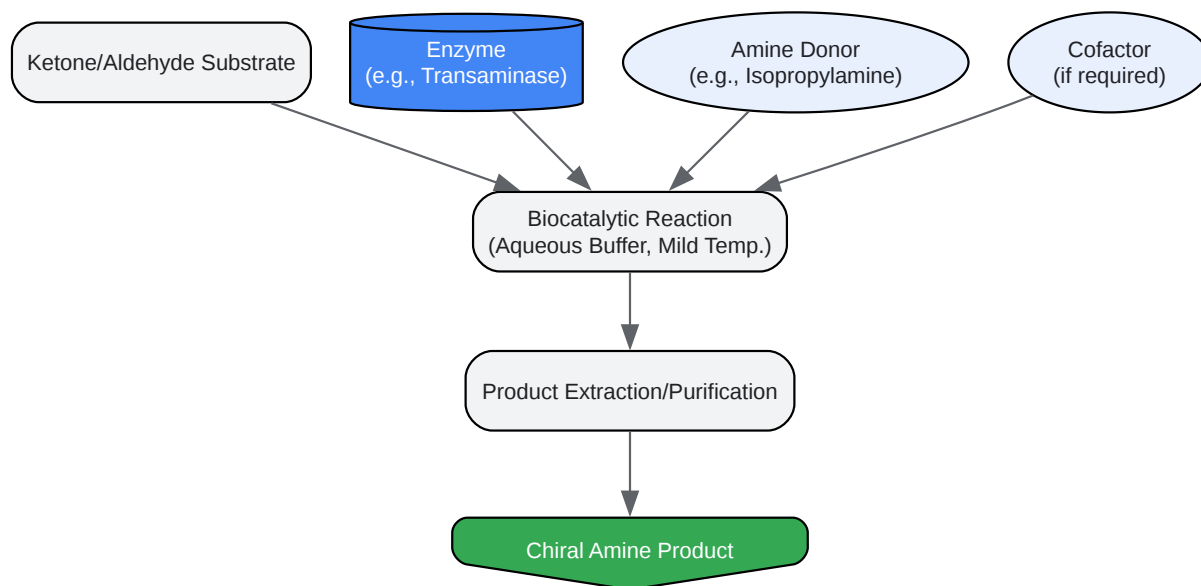 Ketone/Aldehyde Substrate
Enzyme
(e.g., Transaminase)
Amine Donor
(e.g., Isopropylamine)
Cofactor
(if required)
Biocatalytic Reaction
(Aqueous Buffer, Mild Temp.)
Product Extraction/Purification
Chiral Amine Product